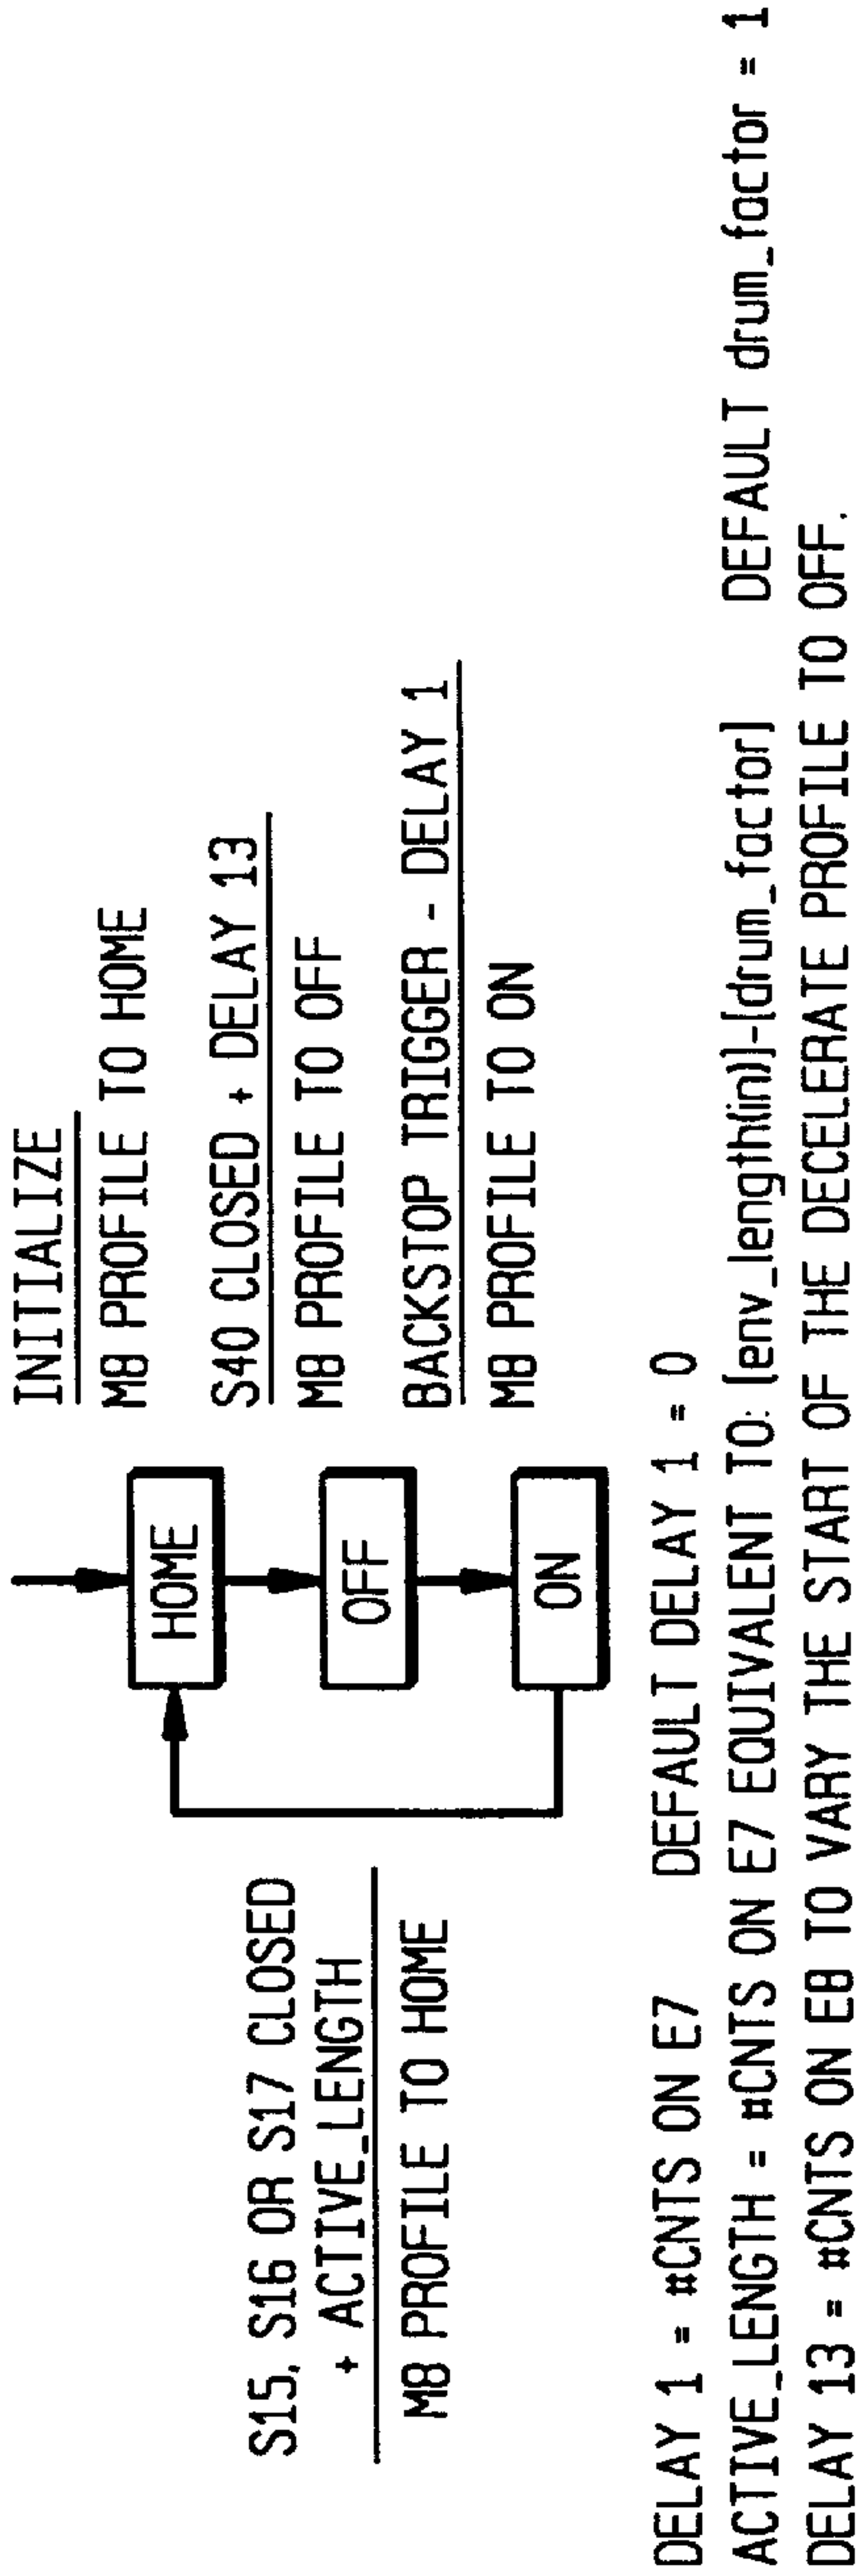 INITIALIZE
M8 PROFILE TO HOME
HOME
S40 CLOSED + DELAY 13
M8 PROFILE TO OFF
OFF
BACKSTOP TRIGGER - DELAY 1
M8 PROFILE TO ON
ON
S15, S16 OR S17 CLOSED
+ ACTIVE_LENGTH
M8 PROFILE TO HOME
DELAY 1 = #CNTS ON E7 DEFAULT DELAY 1 = 0
ACTIVE_LENGTH = #CNTS ON E7 EQUIVALENT TO: [env_length(in)]-[drum_factor] DEFAULT drum_factor = 1
DELAY 13 = #CNTS ON E8 TO VARY THE START OF THE DECELERATE PROFILE TO OFF.